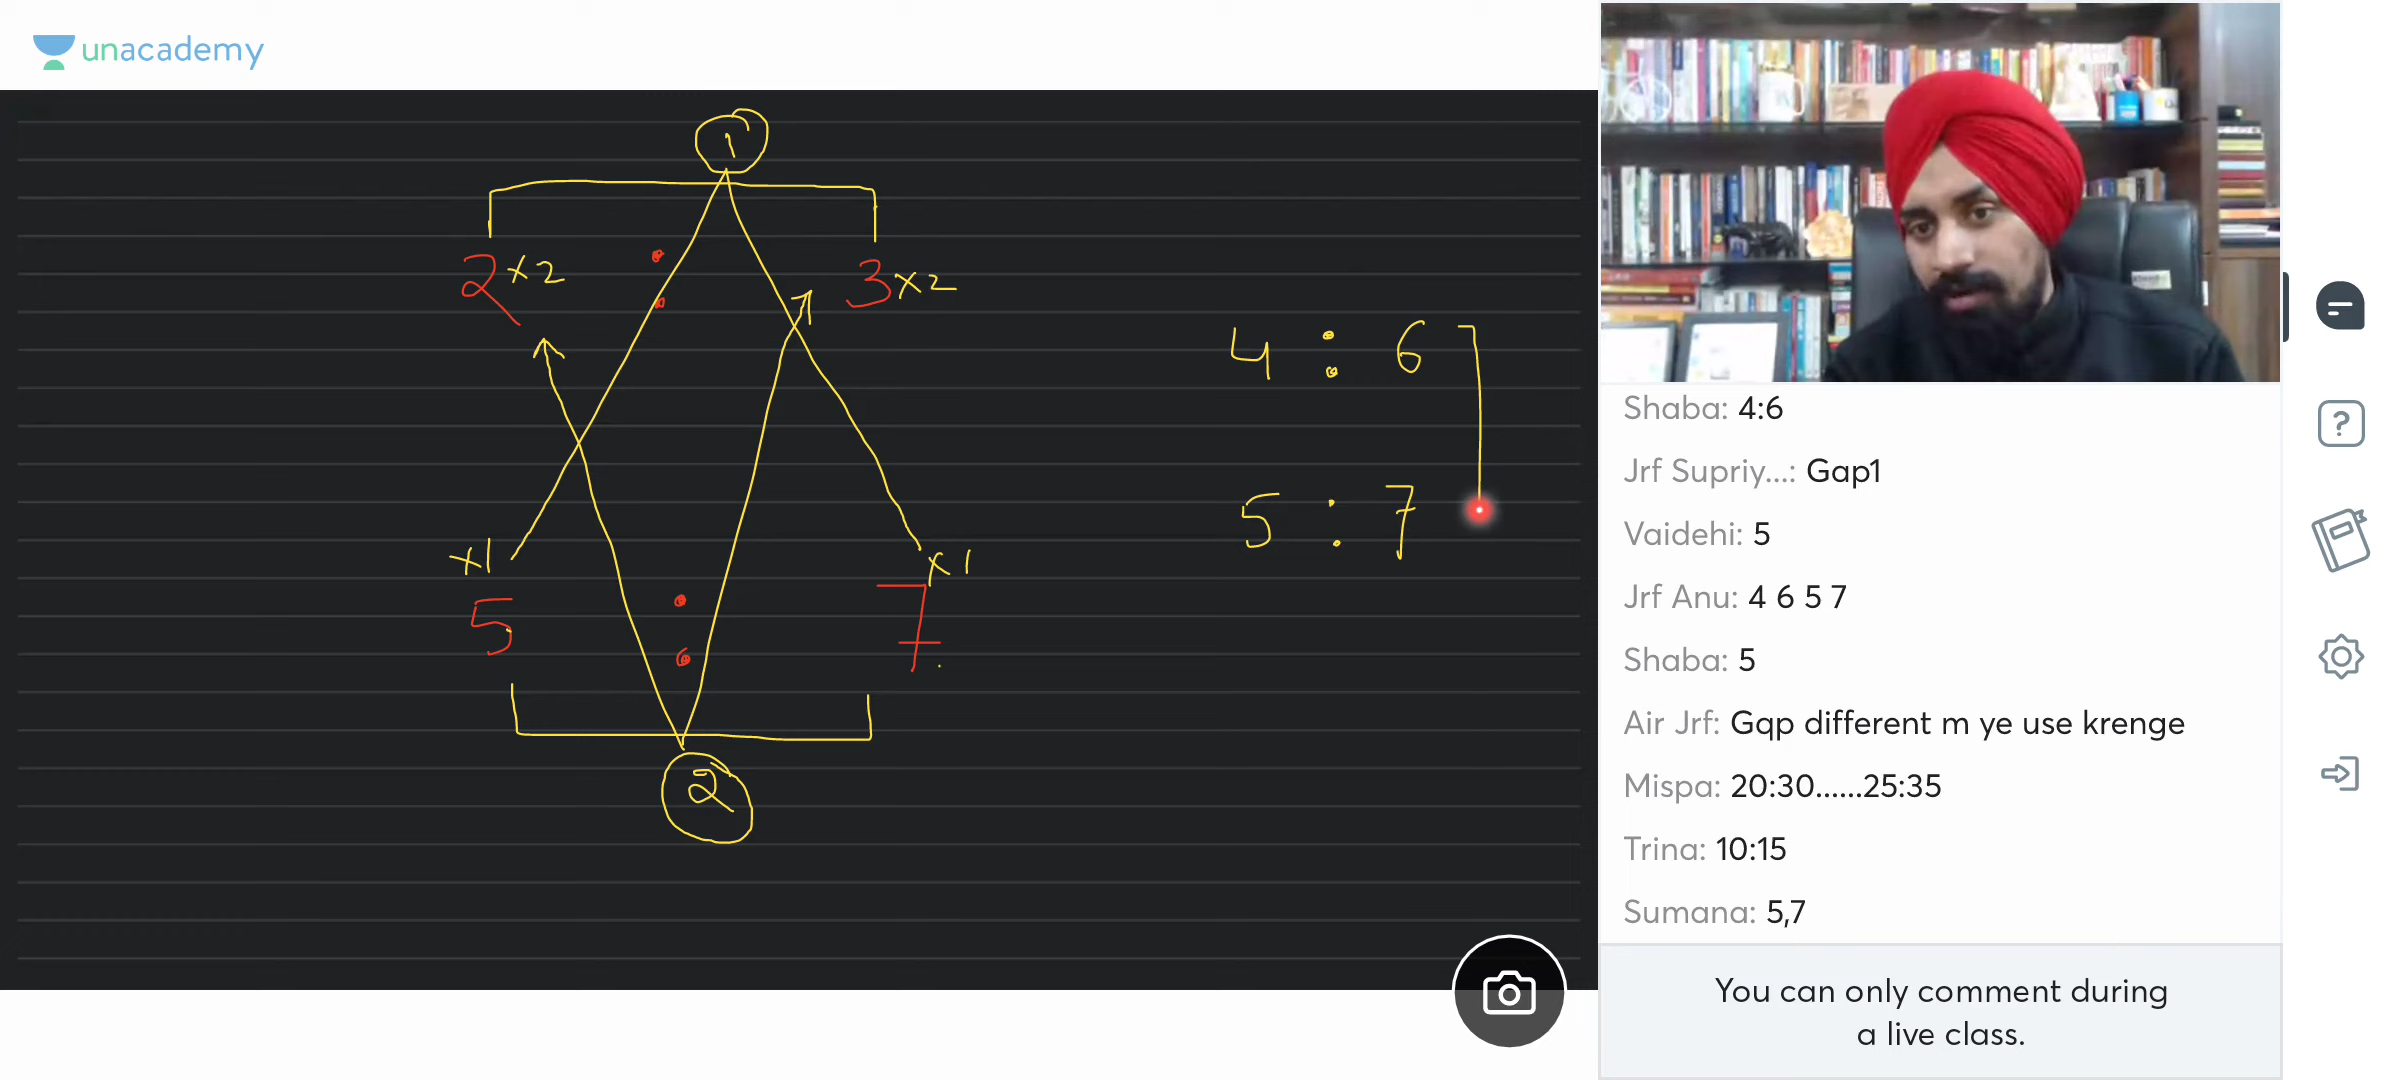 unacademy
1
2 x 2 : 3 x 2
4 : 6
5 : 7
x 1 x 1
5 : 7
2
Shaba: 4:6
Jrf Supriy...: Gap1
Vaidehi: 5
Jrf Anu: 4 6 5 7
Shaba: 5
Air Jrf: Gqp different m ye use krenge
Mispa: 20:30......25:35
Trina: 10:15
Sumana: 5,7
You can only comment during
a live class.
?